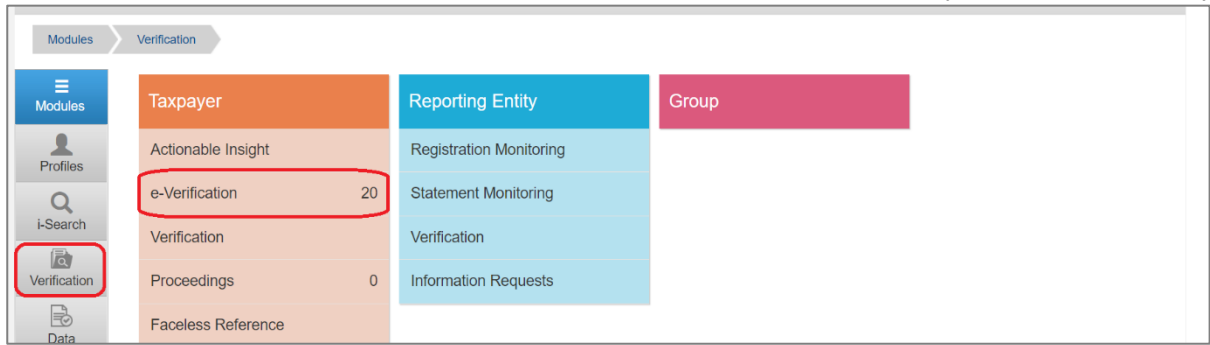 Modules
Verification
Modules
Profiles
i-Search
Verification
Data
Taxpayer
Actionable Insight
e-Verification 20
Verification
Proceedings 0
Faceless Reference
Reporting Entity
Registration Monitoring
Statement Monitoring
Verification
Information Requests
Group